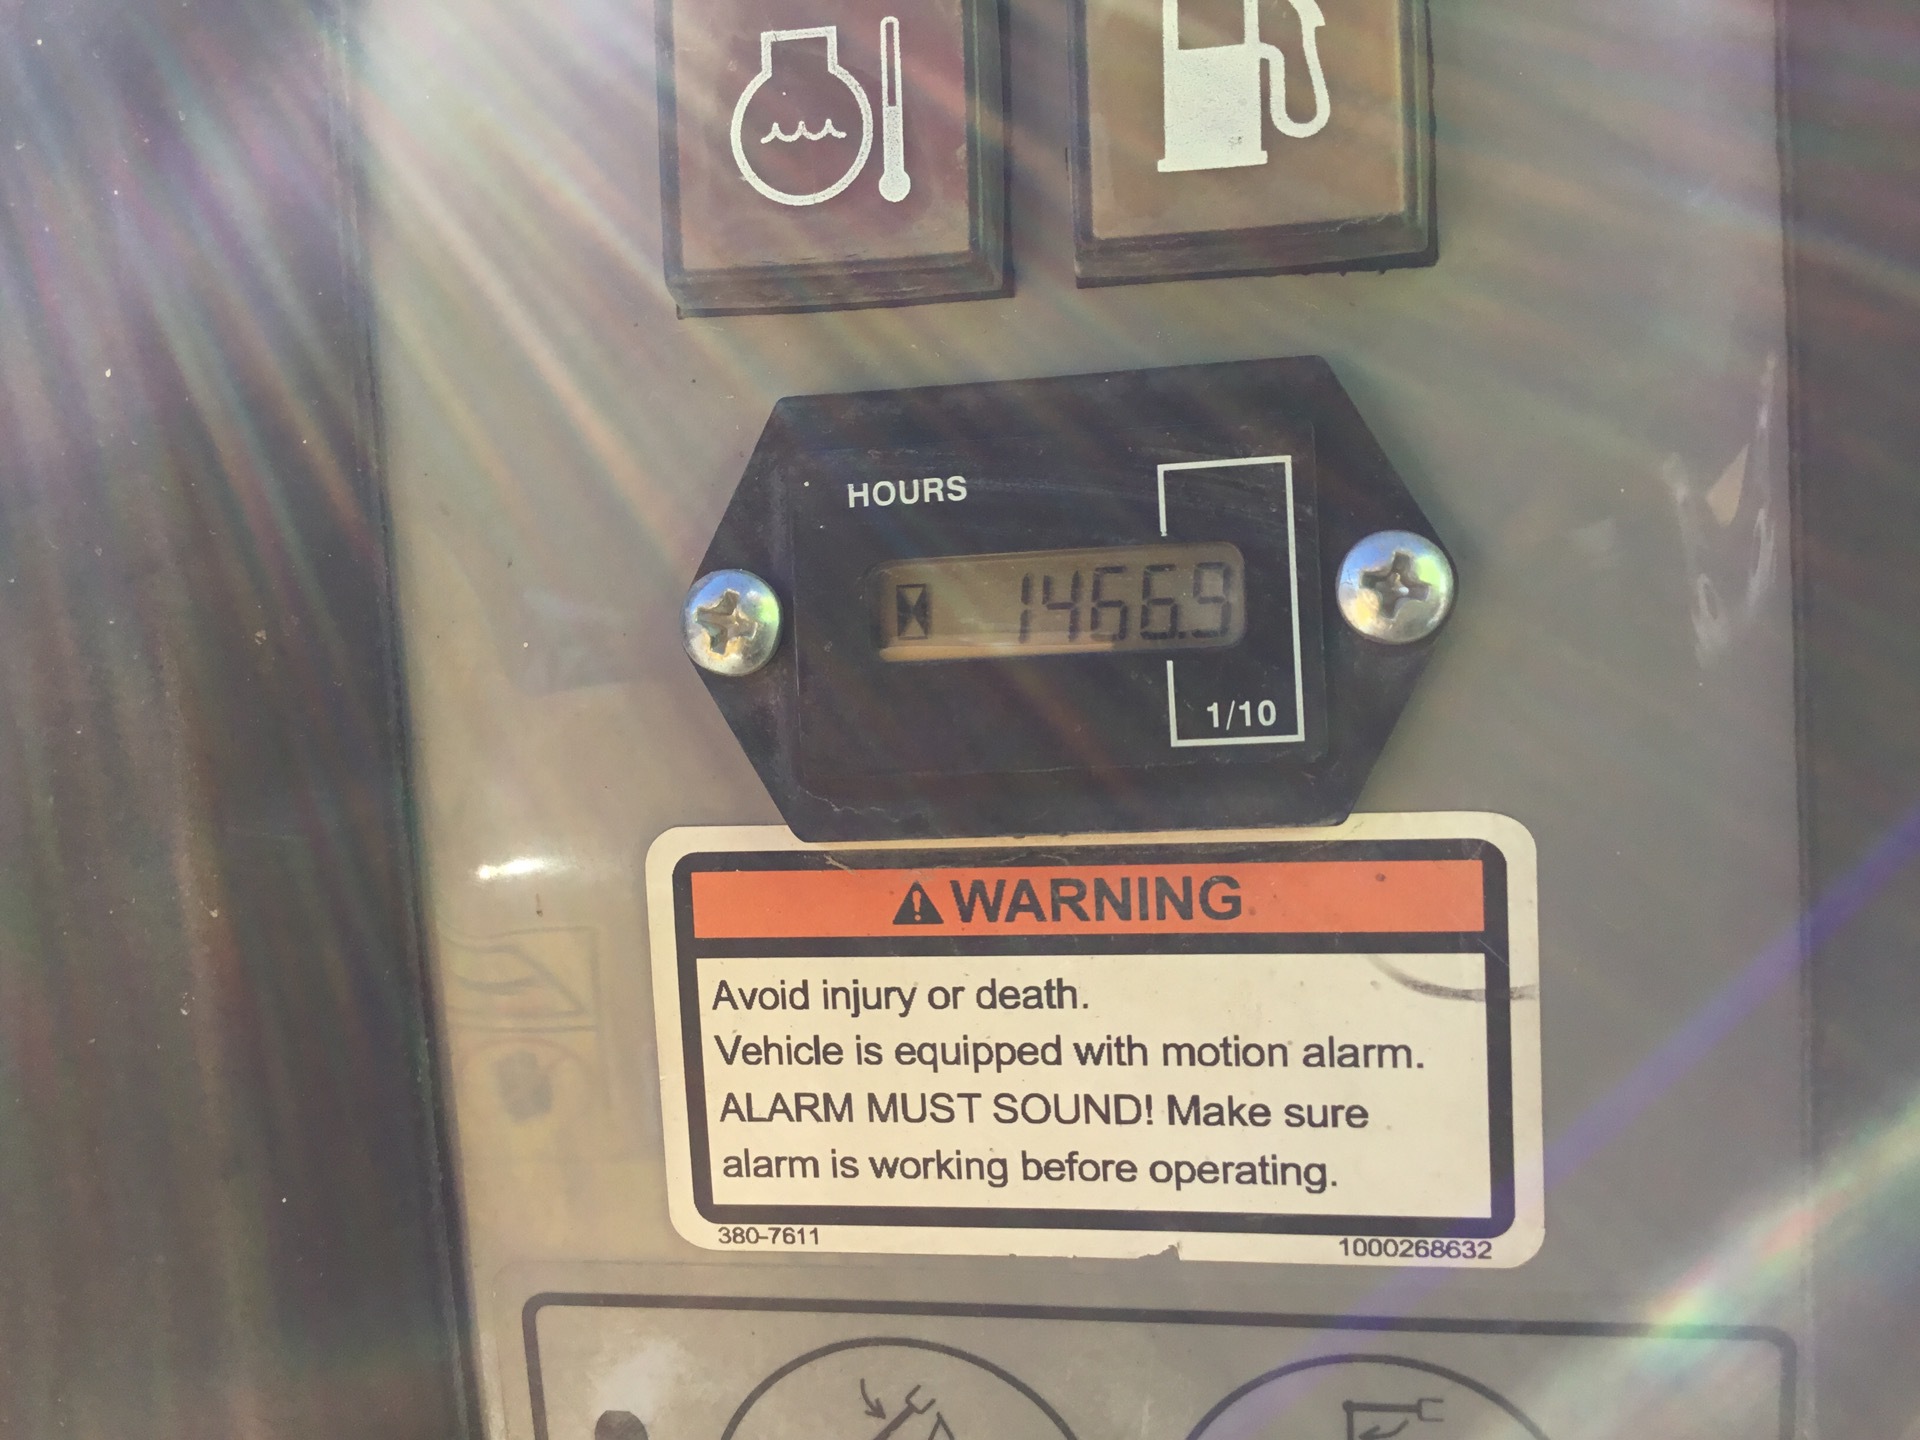 HOURS
1466.9
1/10
WARNING
Avoid injury or death.
Vehicle is equipped with motion alarm.
ALARM MUST SOUND! Make sure
alarm is working before operating.
380-7611 1000268632